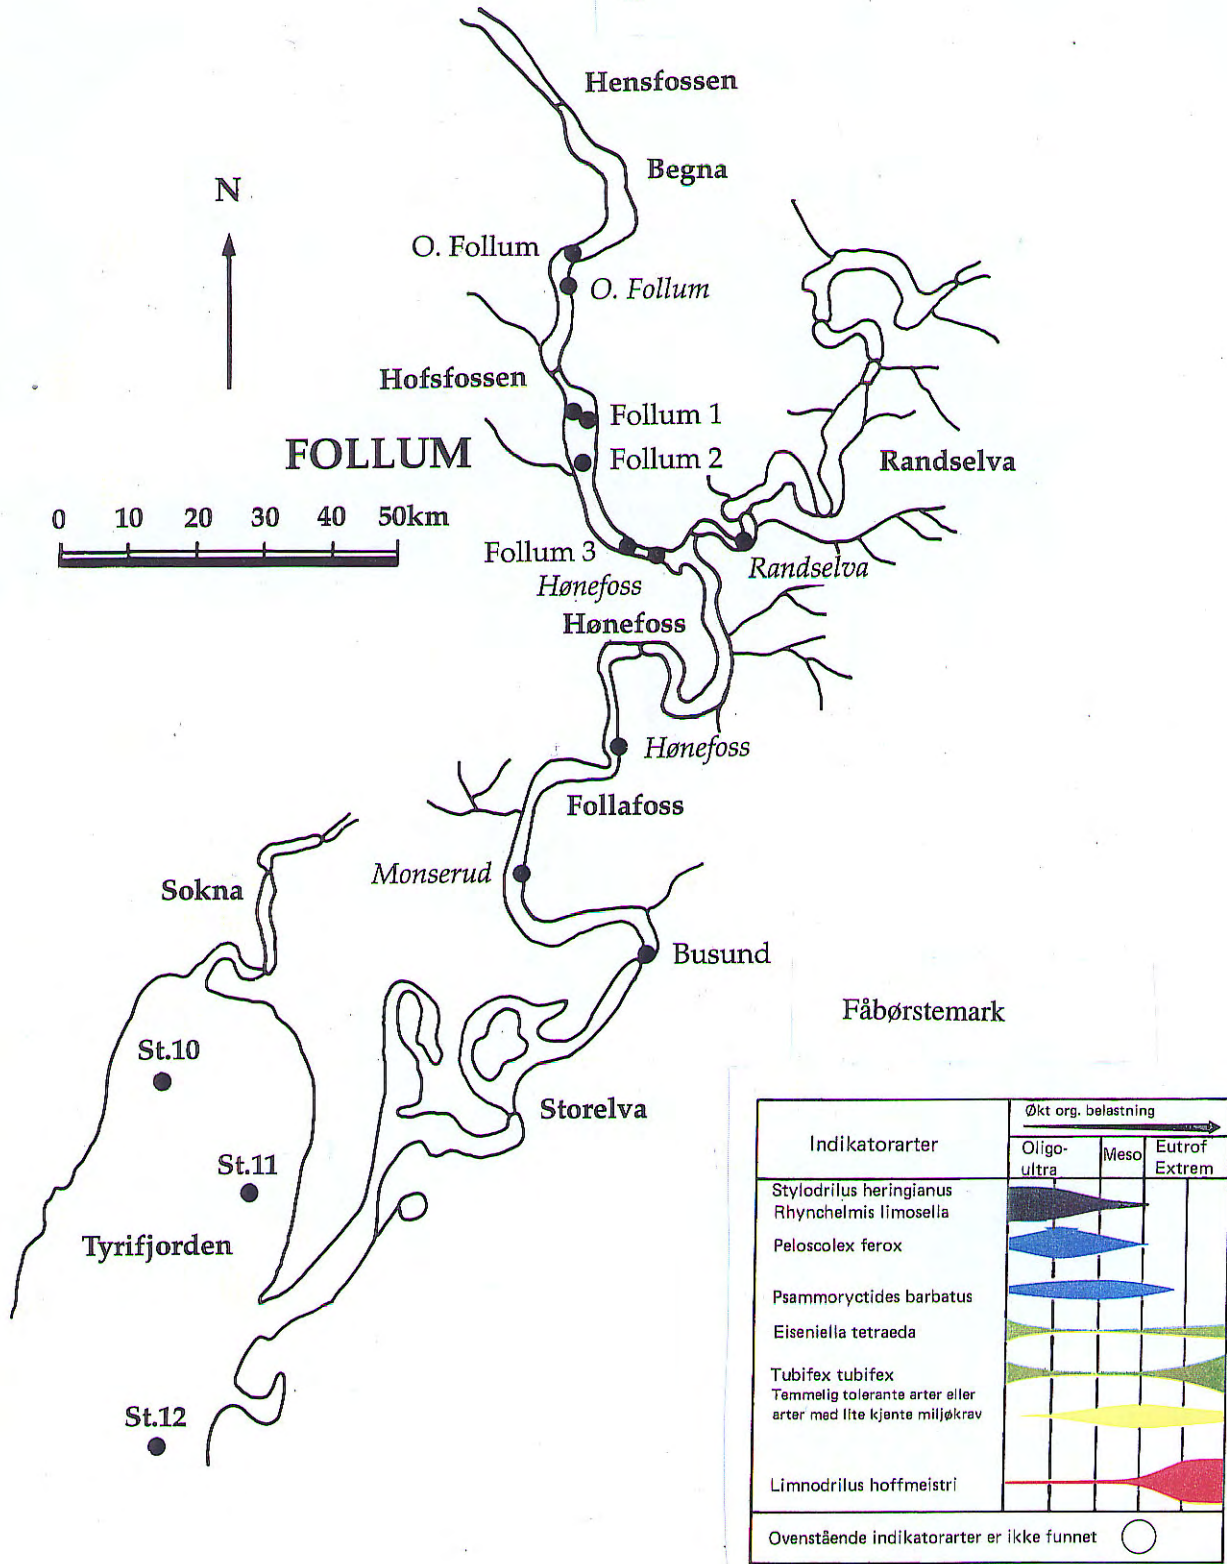 Hensfossen
Begna
N
O. Follum
O. Follum
Hofsfossen
Follum 1
FOLLUM
Follum 2
Randselva
0 10 20 30 40 50km
Follum 3
Hønefoss
Randselva
Hønefoss
Hønefoss
Follafoss
Monserud
Sokna
Busund
Fåbørstemark
St.10
Storelva
St.11
Tyrifjorden
St.12
Indikatorarter
Økt org. belastning
Oligo-
ultra
Meso
Eutrof
Extrem
Stylodrilus heringianus
Rhynchelmis limosella
Peloscolex ferox
Psammoryctides barbatus
Eiseniella tetraeda
Tubifex tubifex
Temmelig tolerante arter eller
arter med lite kjente miljøkrav
Limnodrilus hoffmeistri
Ovenstående indikatorarter er ikke funnet